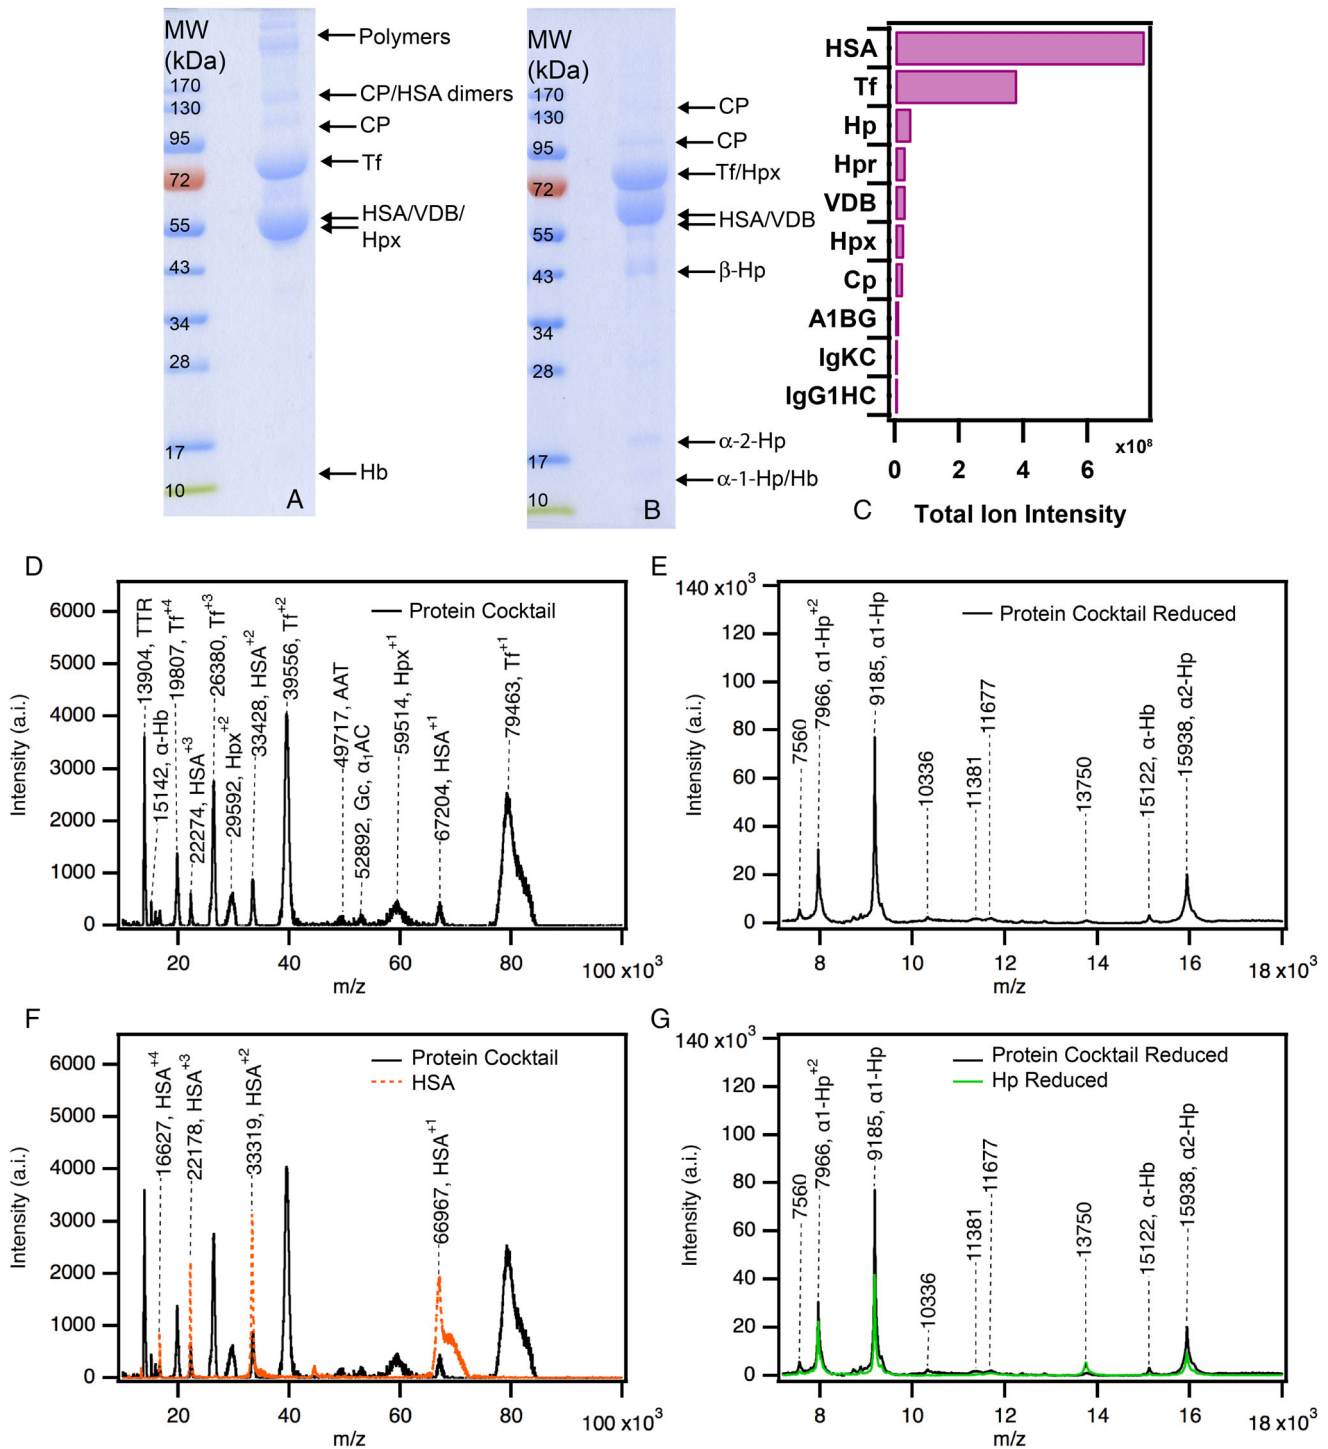 MW
(kDa)
170
130
95
72
55
43
34
28
17
10
Polymers
CP/HSA dimers
CP
Tf
HSA/VDB/
Hpx
Hb
A
MW
(kDa)
170
130
95
72
55
43
34
28
17
10
CP
CP
Tf/Hpx
HSA/VDB
β-Hp
α-2-Hp
α-1-Hp/Hb
B
HSA
Tf
Hp
Hpr
VDB
Hpx
Cp
A1BG
IgKC
IgG1HC
0 2 4 6 x10⁸
C Total Ion Intensity
D
Intensity (a.i.)
6000
5000
4000
3000
2000
1000
0
Protein Cocktail
13904, TTR
15142, α-Hb
19807, Tf⁺⁴
22274, HSA⁺³
26380, Tf⁺³
29592, Hpx⁺²
33428, HSA⁺²
39556, Tf⁺²
49717, AAT
52892, Gc, α₁AC
59514, Hpx⁺¹
67204, HSA⁺¹
79463, Tf⁺¹
20 40 60 80 100 x10³
m/z
E
Intensity (a.i.)
140 x10³
120
100
80
60
40
20
0
Protein Cocktail Reduced
7560
7966, α1-Hp⁺²
9185, α1-Hp
10336
11381
11677
13750
15122, α-Hb
15938, α2-Hp
8 10 12 14 16 18 x10³
m/z
F
Intensity (a.i.)
6000
5000
4000
3000
2000
1000
0
Protein Cocktail
HSA
16627, HSA⁺⁴
22178, HSA⁺³
33319, HSA⁺²
66967, HSA⁺¹
20 40 60 80 100 x10³
m/z
G
Intensity (a.i.)
140 x10³
120
100
80
60
40
20
0
Protein Cocktail Reduced
Hp Reduced
7560
7966, α1-Hp⁺²
9185, α1-Hp
10336
11381
11677
13750
15122, α-Hb
15938, α2-Hp
8 10 12 14 16 18 x10³
m/z